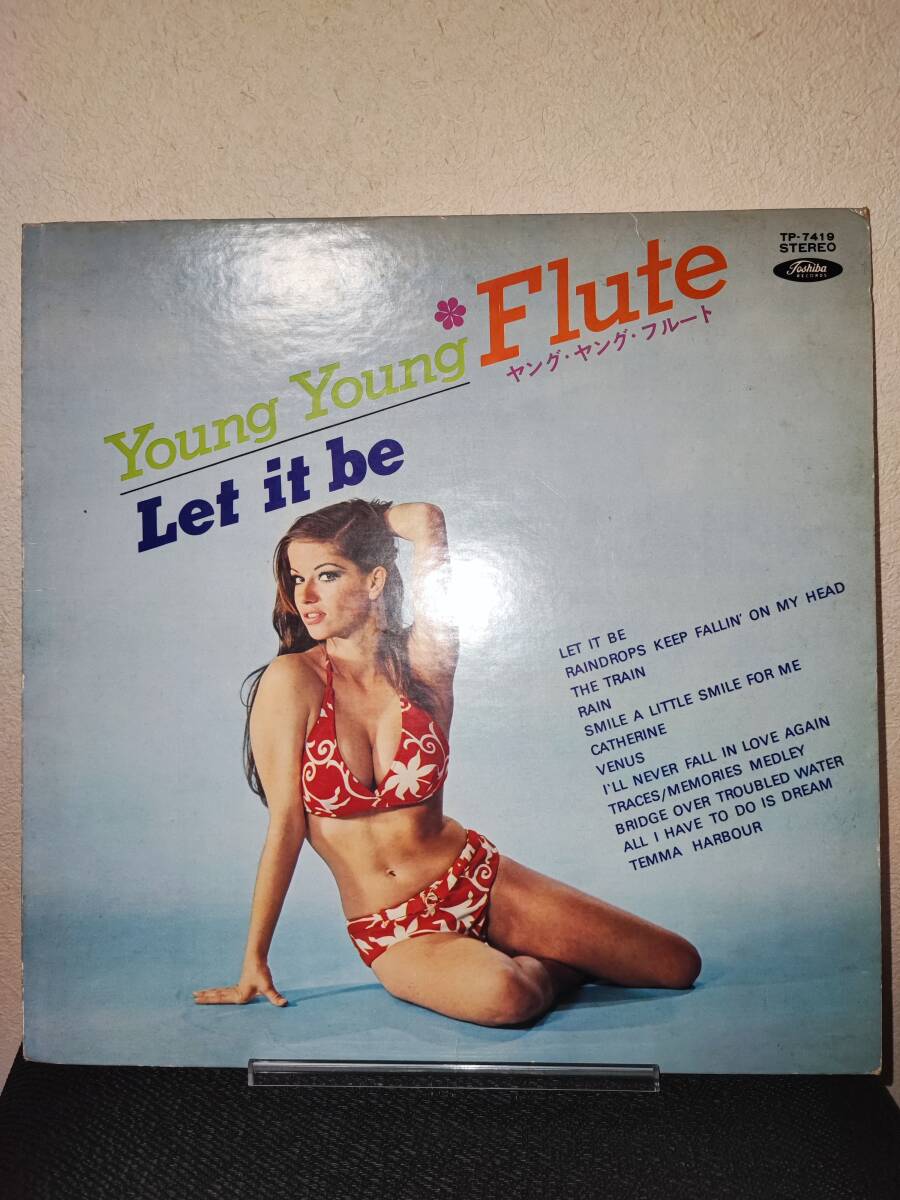 TP-7419
STEREO
Toshiba
RECORDS
Young Young Flute
ヤング・ヤング・フルート
Let it be
LET IT BE
RAINDROPS KEEP FALLIN' ON MY HEAD
THE TRAIN
RAIN
SMILE A LITTLE SMILE FOR ME
CATHERINE
VENUS
I'LL NEVER FALL IN LOVE AGAIN
TRACES/MEMORIES MEDLEY
BRIDGE OVER TROUBLED WATER
ALL I HAVE TO DO IS DREAM
TEMMA HARBOUR